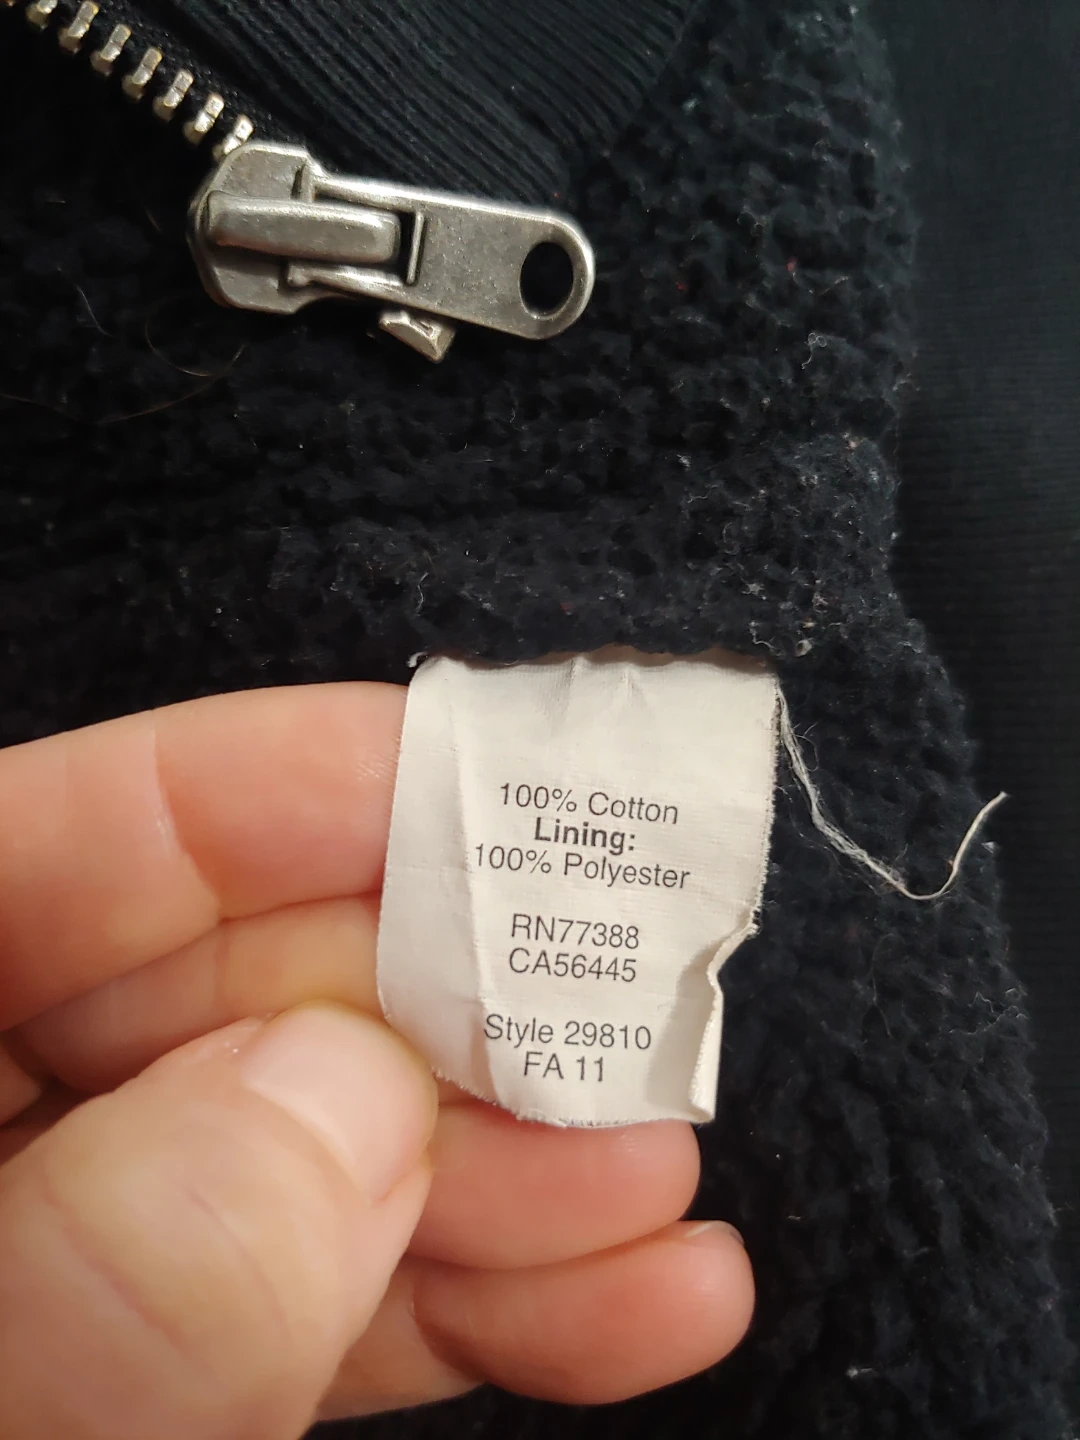 100% Cotton
Lining:
100% Polyester
RN77388
CA56445
Style 29810
FA 11